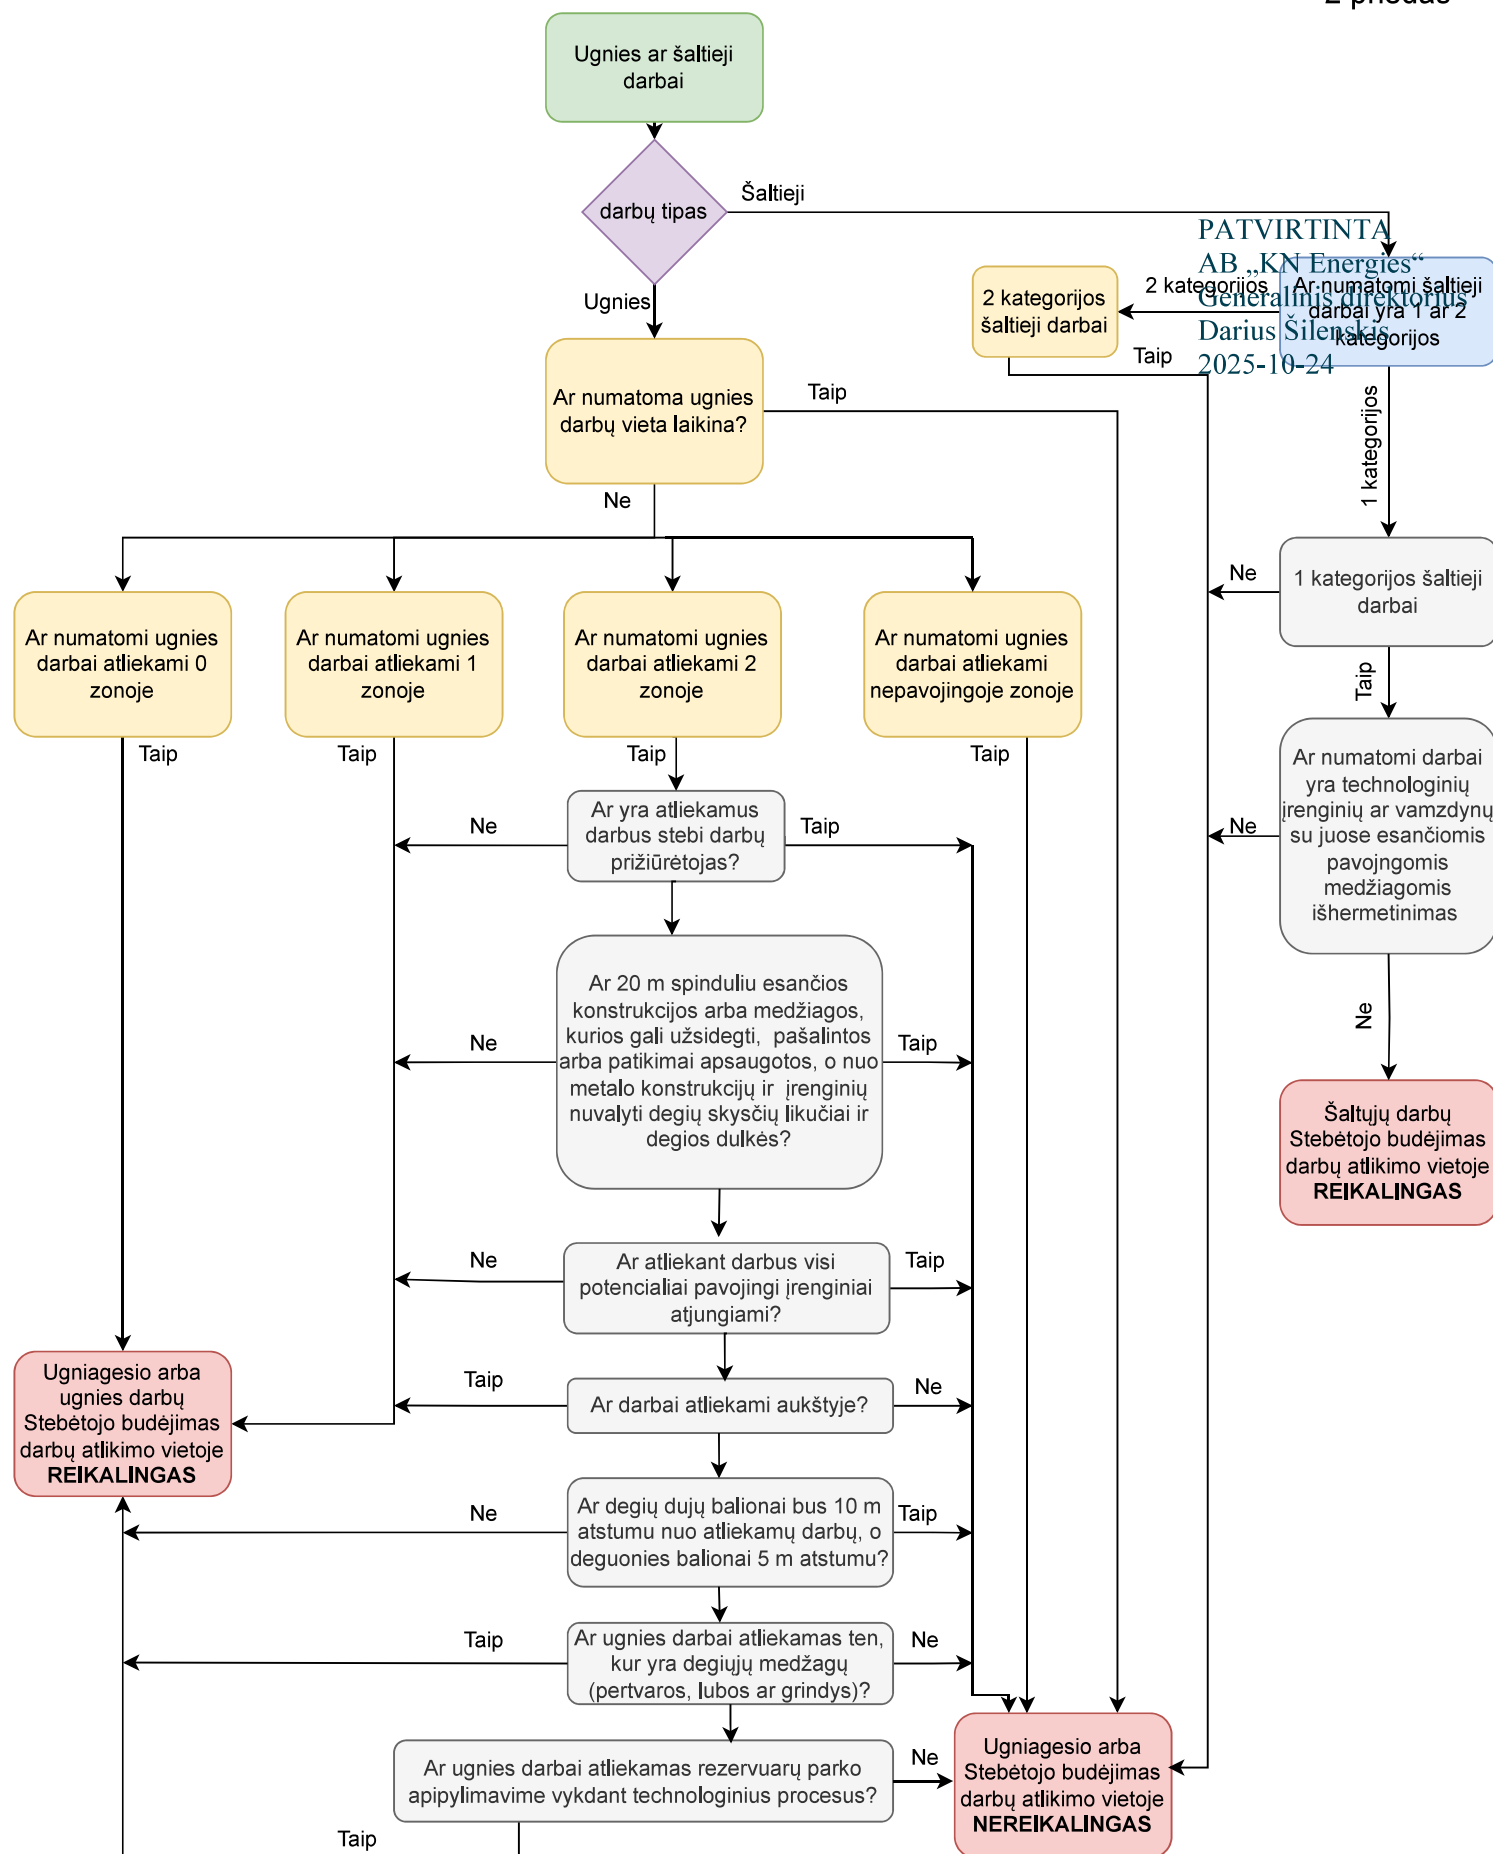 2 priedas
Ugnies ar šaltieji
darbai
darbų tipas
Šaltieji
Ugnies
PATVIRTINTA
AB „KN Energies“
Generalinis direktorius
Darius Šilenskis
2025-10-24
2 kategorijos
šaltieji darbai
2 kategorijos
Ar numatomi šaltieji
darbai yra 1 ar 2
kategorijos
Taip
1 kategorijos
Ar numatoma ugnies
darbų vieta laikina?
Taip
Ne
Ne
1 kategorijos šaltieji
darbai
Taip
Ar numatomi ugnies
darbai atliekami 0
zonoje
Ar numatomi ugnies
darbai atliekami 1
zonoje
Ar numatomi ugnies
darbai atliekami 2
zonoje
Ar numatomi ugnies
darbai atliekami
nepavojingoje zonoje
Taip
Taip
Taip
Taip
Ne
Ar numatomi darbai
yra technologinių
įrenginių ar vamzdynų
su juose esančiomis
pavojngomis
medžiagomis
išhermetinimas
Ne
Ar yra atliekamus
darbus stebi darbų
prižiūrėtojas?
Ne
Taip
Ar 20 m spinduliu esančios
konstrukcijos arba medžiagos,
kurios gali užsidegti,  pašalintos
arba patikimai apsaugotos, o nuo
metalo konstrukcijų ir  įrenginių
nuvalyti degių skysčių likučiai ir
degios dulkės?
Ne
Taip
Šaltųjų darbų
Stebėtojo budėjimas
darbų atlikimo vietoje
REIKALINGAS
Ne
Ar atliekant darbus visi
potencialiai pavojingi įrenginiai
atjungiami?
Taip
Ugniagesio arba
ugnies darbų
Stebėtojo budėjimas
darbų atlikimo vietoje
REIKALINGAS
Taip
Ar darbai atliekami aukštyje?
Ne
Ne
Ar degių dujų balionai bus 10 m
atstumu nuo atliekamų darbų, o
deguonies balionai 5 m atstumu?
Taip
Taip
Ar ugnies darbai atliekamas ten,
kur yra degiųjų medžagų
(pertvaros, lubos ar grindys)?
Ne
Ar ugnies darbai atliekamas rezervuarų parko
apipylimavime vykdant technologinius procesus?
Ne
Taip
Ugniagesio arba
Stebėtojo budėjimas
darbų atlikimo vietoje
NEREIKALINGAS